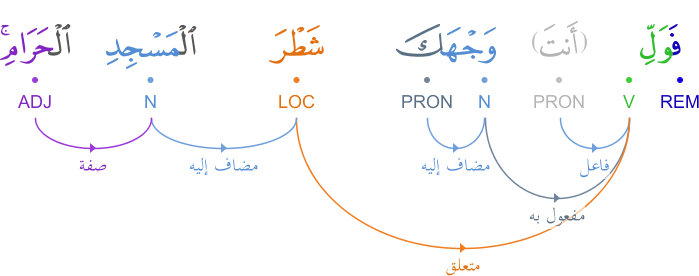 فَوَلِّ (أَنتَ) وَجْهَكَ شَطْرَ ٱلْمَسْجِدِ ٱلْحَرَامِ ۚ
REM V PRON N PRON LOC N ADJ
فاعل مضاف إليه مضاف إليه صفة
مفعول به
متعلق